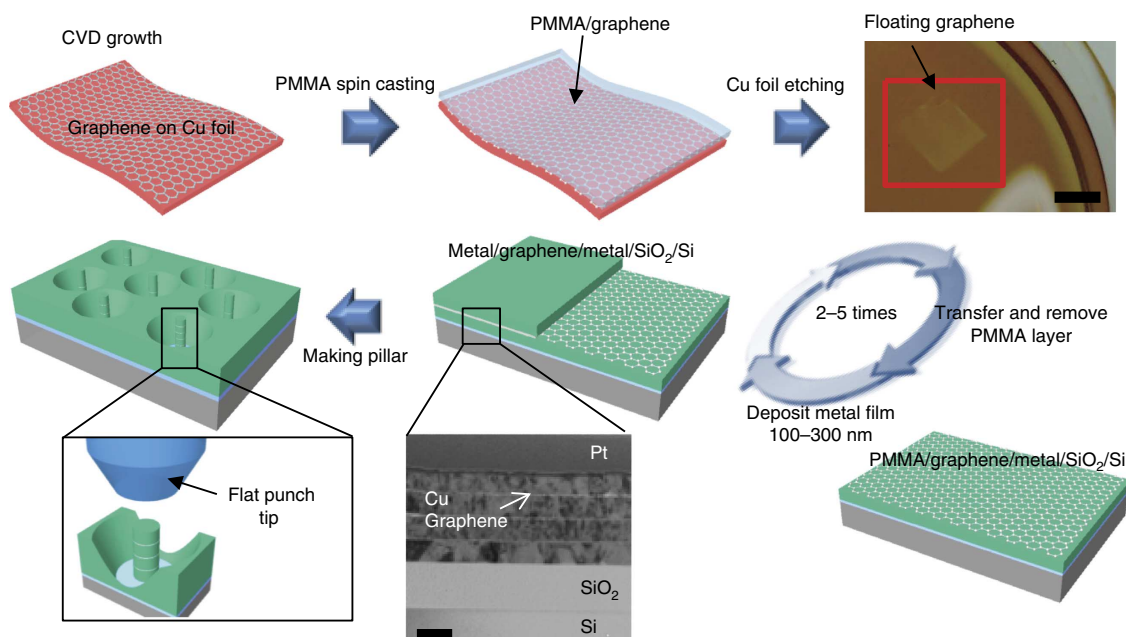 CVD growth
Graphene on Cu foil
PMMA spin casting
PMMA/graphene
Cu foil etching
Floating graphene
Metal/graphene/metal/SiO₂/Si
Making pillar
2–5 times
Transfer and remove
PMMA layer
Deposit metal film
100–300 nm
PMMA/graphene/metal/SiO₂/Si
Flat punch
tip
Pt
Cu
Graphene
SiO₂
Si